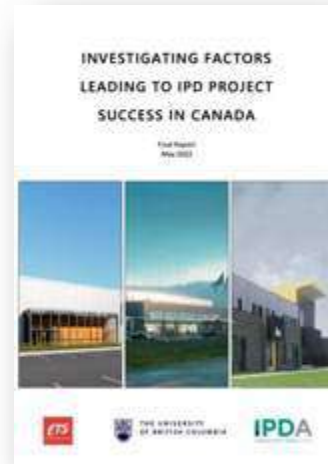 INVESTIGATING FACTORS
LEADING TO IPD PROJECT
SUCCESS IN CANADA
Final Report
May 2022
ETS
THE UNIVERSITY
OF BRITISH COLUMBIA
IPDA